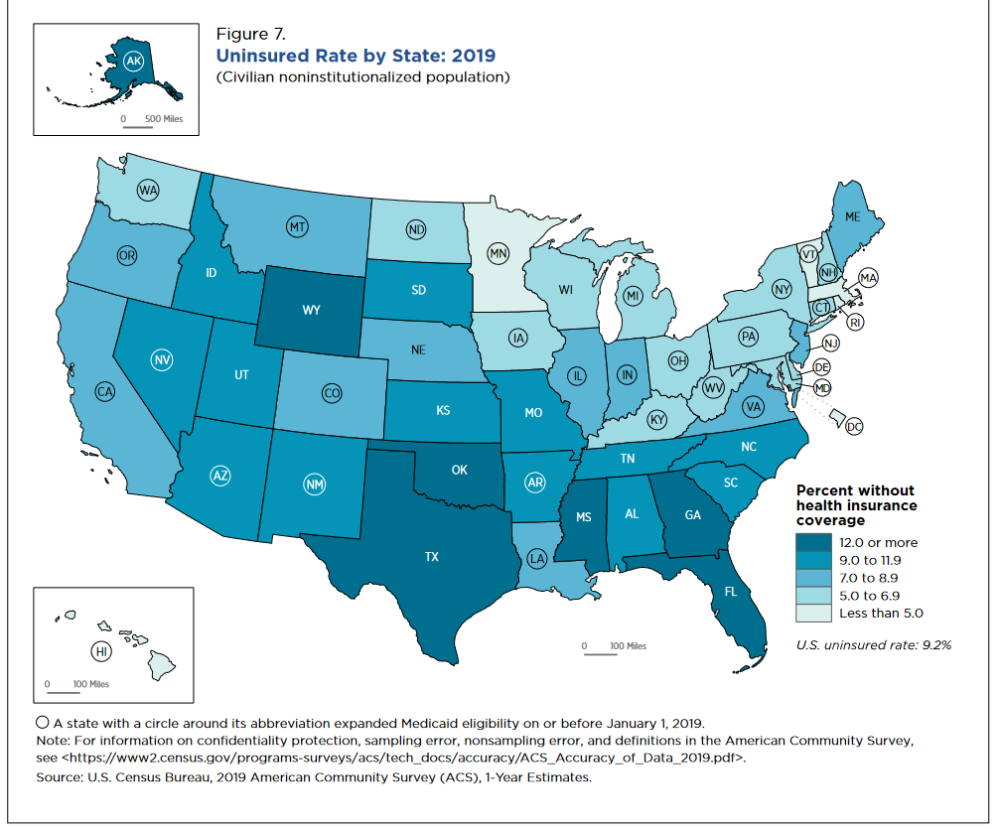 Figure 7.
Uninsured Rate by State: 2019
(Civilian noninstitutionalized population)
AK
0 500 Miles
WA
MT
ND
MN
OR
ID
SD
WI
MI
NY
VT
NH
ME
MA
CT
RI
WY
IA
PA
NJ
NV
UT
NE
IL
IN
OH
DE
CA
CO
WV
MD
KS
MO
KY
VA
DC
AZ
NM
OK
AR
TN
NC
SC
MS
AL
GA
TX
LA
FL
Percent without
health insurance
coverage
12.0 or more
9.0 to 11.9
7.0 to 8.9
5.0 to 6.9
Less than 5.0
U.S. uninsured rate: 9.2%
HI
0 100 Miles
0 100 Miles
A state with a circle around its abbreviation expanded Medicaid eligibility on or before January 1, 2019.
Note: For information on confidentiality protection, sampling error, nonsampling error, and definitions in the American Community Survey,
see <https://www2.census.gov/programs-surveys/acs/tech_docs/accuracy/ACS_Accuracy_of_Data_2019.pdf>.
Source: U.S. Census Bureau, 2019 American Community Survey (ACS), 1-Year Estimates.